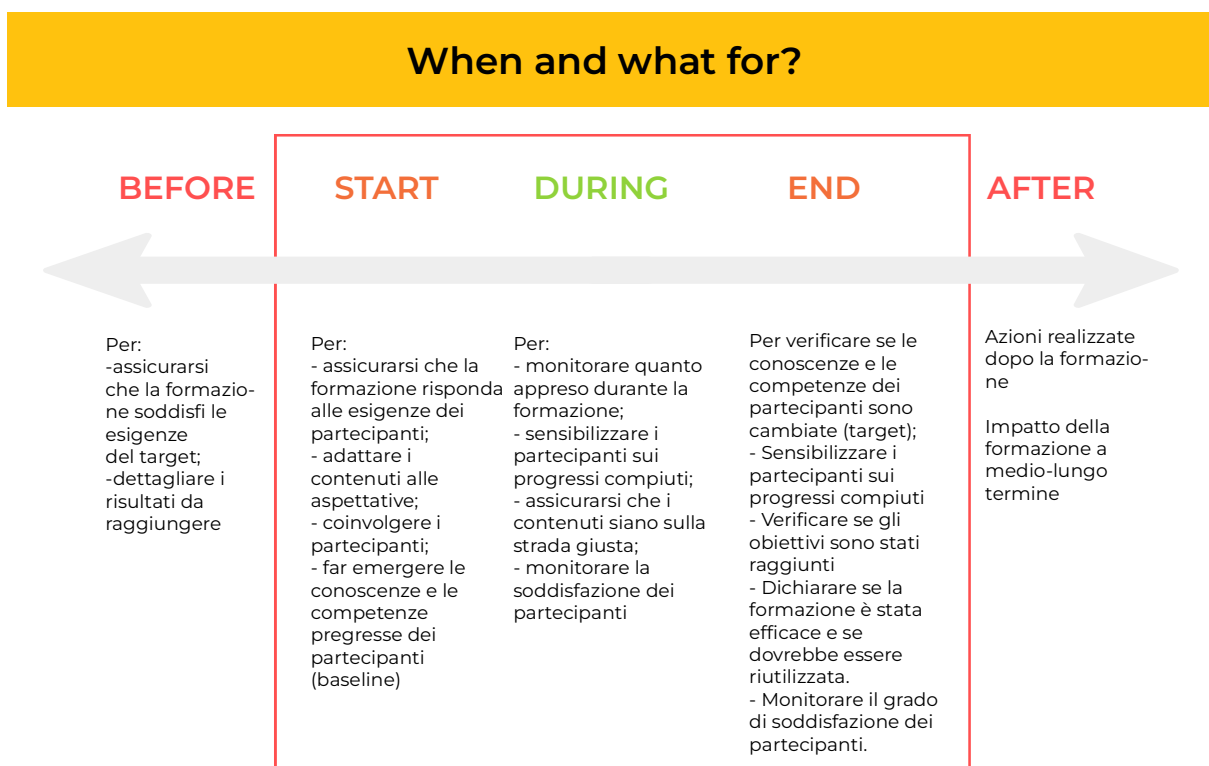 When and what for?
BEFORE
START
DURING
END
AFTER
Per:
-assicurarsi
che la formazio-
ne soddisfi le
esigenze
del target;
-dettagliare i
risultati da
raggiungere
Per:
- assicurarsi che la
formazione risponda
alle esigenze dei
partecipanti;
- adattare i
contenuti alle
aspettative;
- coinvolgere i
partecipanti;
- far emergere le
conoscenze e le
competenze
pregresse dei
partecipanti
(baseline)
Per:
- monitorare quanto
appreso durante la
formazione;
- sensibilizzare i
partecipanti sui
progressi compiuti;
- assicurarsi che i
contenuti siano sulla
strada giusta;
- monitorare la
soddisfazione dei
partecipanti
Per verificare se le
conoscenze e le
competenze dei
partecipanti sono
cambiate (target);
- Sensibilizzare i
partecipanti sui
progressi compiuti
- Verificare se gli
obiettivi sono stati
raggiunti
- Dichiarare se la
formazione è stata
efficace e se
dovrebbe essere
riutilizzata.
- Monitorare il grado
di soddisfazione dei
partecipanti.
Azioni realizzate
dopo la formazio-
ne
Impatto della
formazione a
medio-lungo
termine